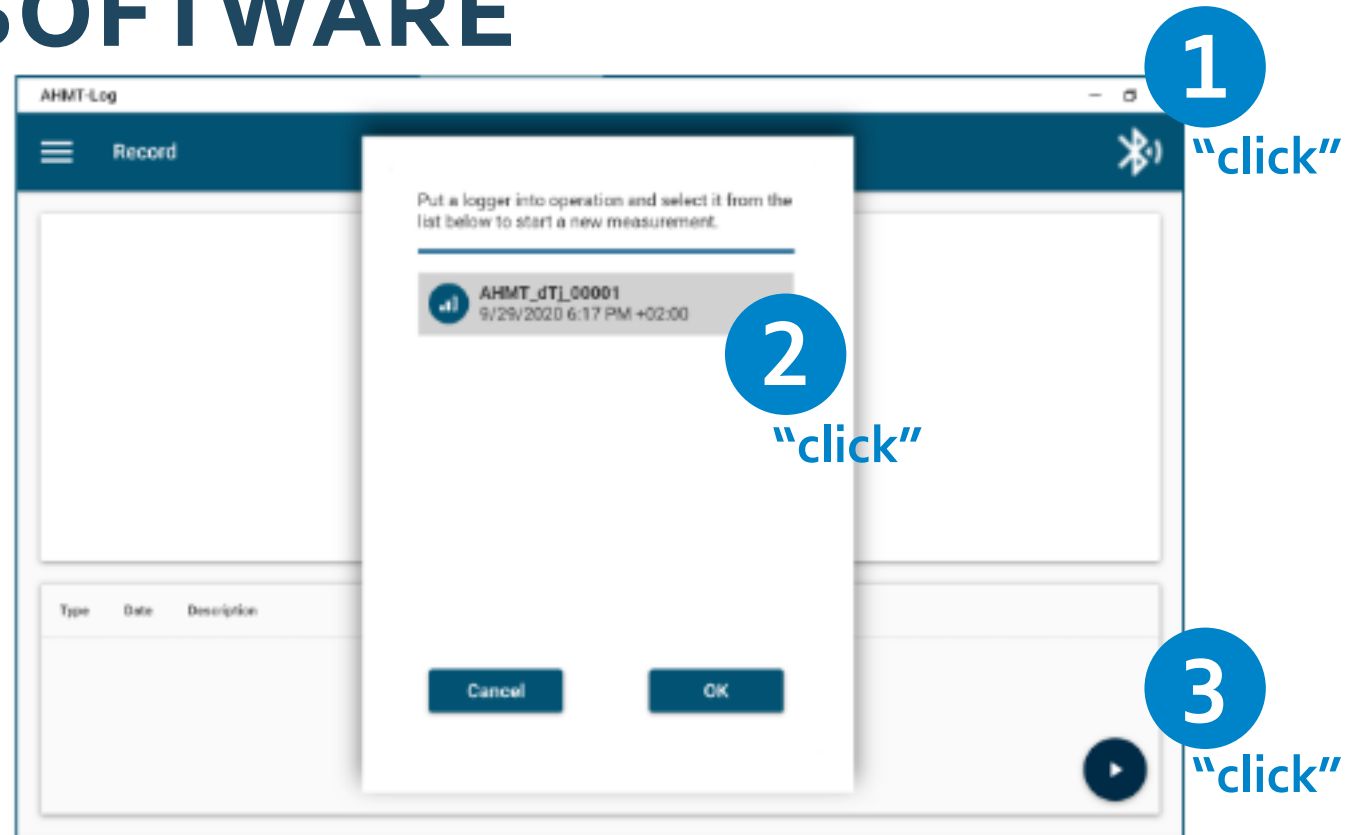 SOFTWARE
1
AHMT-Log
Record
“click”
Put a logger into operation and select it from the
list below to start a new measurement.
AHMT_dTj_00001
9/29/2020 6:17 PM +02:00
2
“click”
Type Date Description
Cancel OK
3
“click”